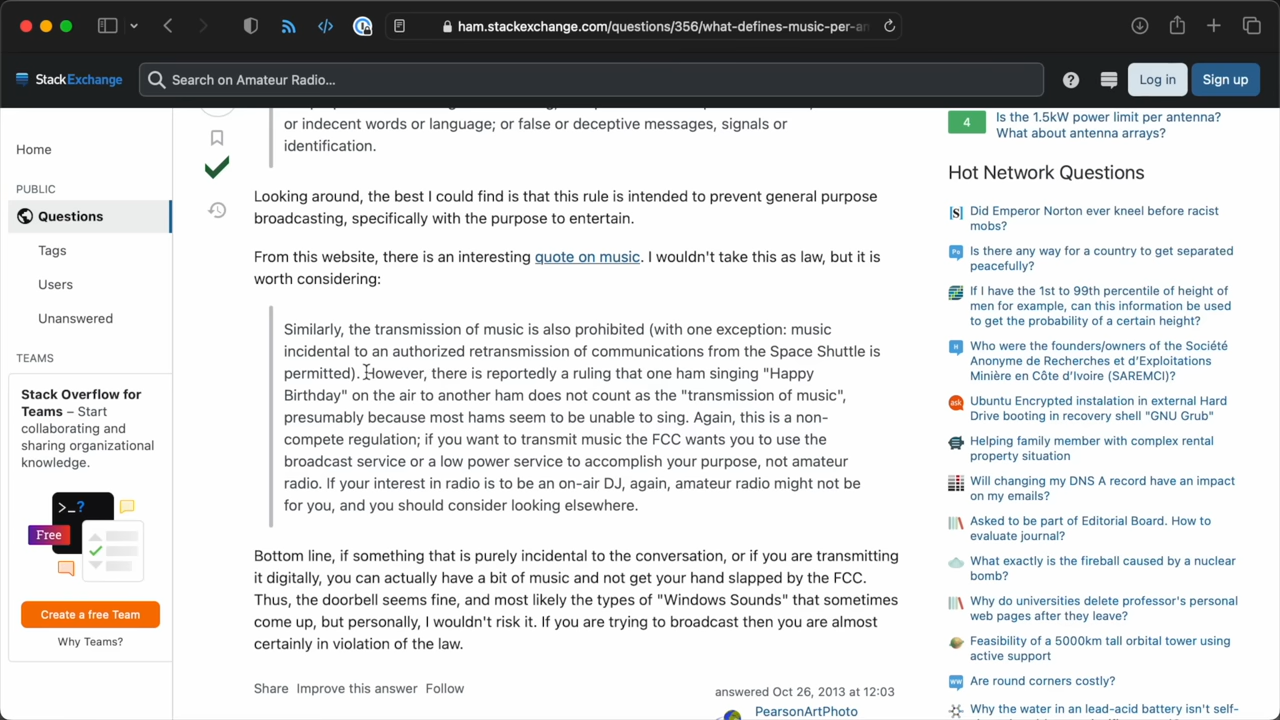 ham.stackexchange.com/questions/356/what-defines-music-per-an
StackExchange
Search on Amateur Radio...
Log in
Sign up
Home
PUBLIC
Questions
Tags
Users
Unanswered
TEAMS
Stack Overflow for
Teams – Start
collaborating and
sharing organizational
knowledge.
>_?
Free
Create a free Team
Why Teams?
or indecent words or language; or false or deceptive messages, signals or
identification.
Looking around, the best I could find is that this rule is intended to prevent general purpose
broadcasting, specifically with the purpose to entertain.
From this website, there is an interesting quote on music. I wouldn't take this as law, but it is
worth considering:
Similarly, the transmission of music is also prohibited (with one exception: music
incidental to an authorized retransmission of communications from the Space Shuttle is
permitted). However, there is reportedly a ruling that one ham singing "Happy
Birthday" on the air to another ham does not count as the "transmission of music",
presumably because most hams seem to be unable to sing. Again, this is a non-
compete regulation; if you want to transmit music the FCC wants you to use the
broadcast service or a low power service to accomplish your purpose, not amateur
radio. If your interest in radio is to be an on-air DJ, again, amateur radio might not be
for you, and you should consider looking elsewhere.
Bottom line, if something that is purely incidental to the conversation, or if you are transmitting
it digitally, you can actually have a bit of music and not get your hand slapped by the FCC.
Thus, the doorbell seems fine, and most likely the types of "Windows Sounds" that sometimes
come up, but personally, I wouldn't risk it. If you are trying to broadcast then you are almost
certainly in violation of the law.
Share Improve this answer Follow
answered Oct 26, 2013 at 12:03
PearsonArtPhoto
4
Is the 1.5kW power limit per antenna?
What about antenna arrays?
Hot Network Questions
Did Emperor Norton ever kneel before racist
mobs?
Is there any way for a country to get separated
peacefully?
If I have the 1st to 99th percentile of height of
men for example, can this information be used
to get the probability of a certain height?
Who were the founders/owners of the Société
Anonyme de Recherches et d'Exploitations
Minière en Côte d'Ivoire (SAREMCI)?
Ubuntu Encrypted instalation in external Hard
Drive booting in recovery shell "GNU Grub"
Helping family member with complex rental
property situation
Will changing my DNS A record have an impact
on my emails?
Asked to be part of Editorial Board. How to
evaluate journal?
What exactly is the fireball caused by a nuclear
bomb?
Why do universities delete professor's personal
web pages after they leave?
Feasibility of a 5000km tall orbital tower using
active support
Are round corners costly?
Why the water in an lead-acid battery isn't self-